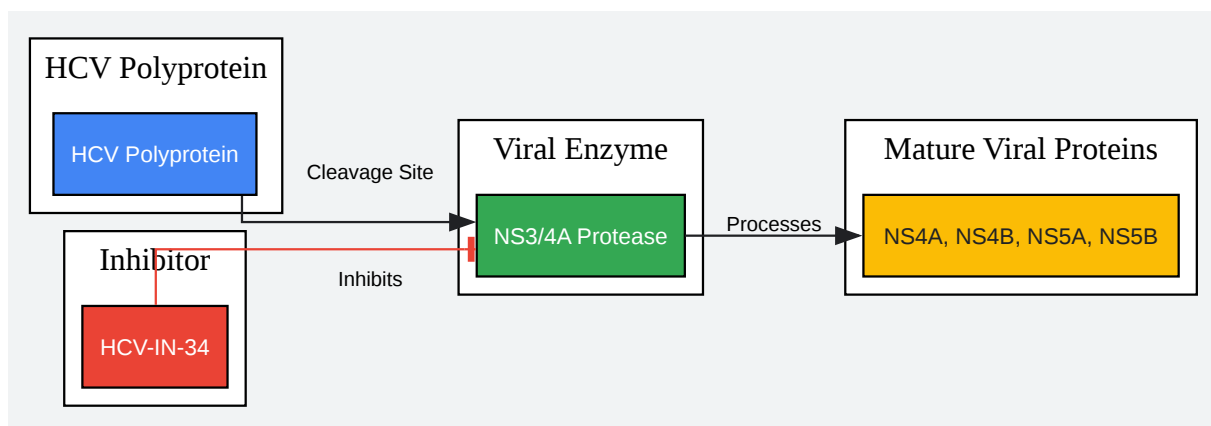 HCV Polyprotein
HCV Polyprotein
Cleavage Site
Viral Enzyme
NS3/4A Protease
Processes
Mature Viral Proteins
NS4A, NS4B, NS5A, NS5B
Inhibitor
HCV-IN-34
Inhibits